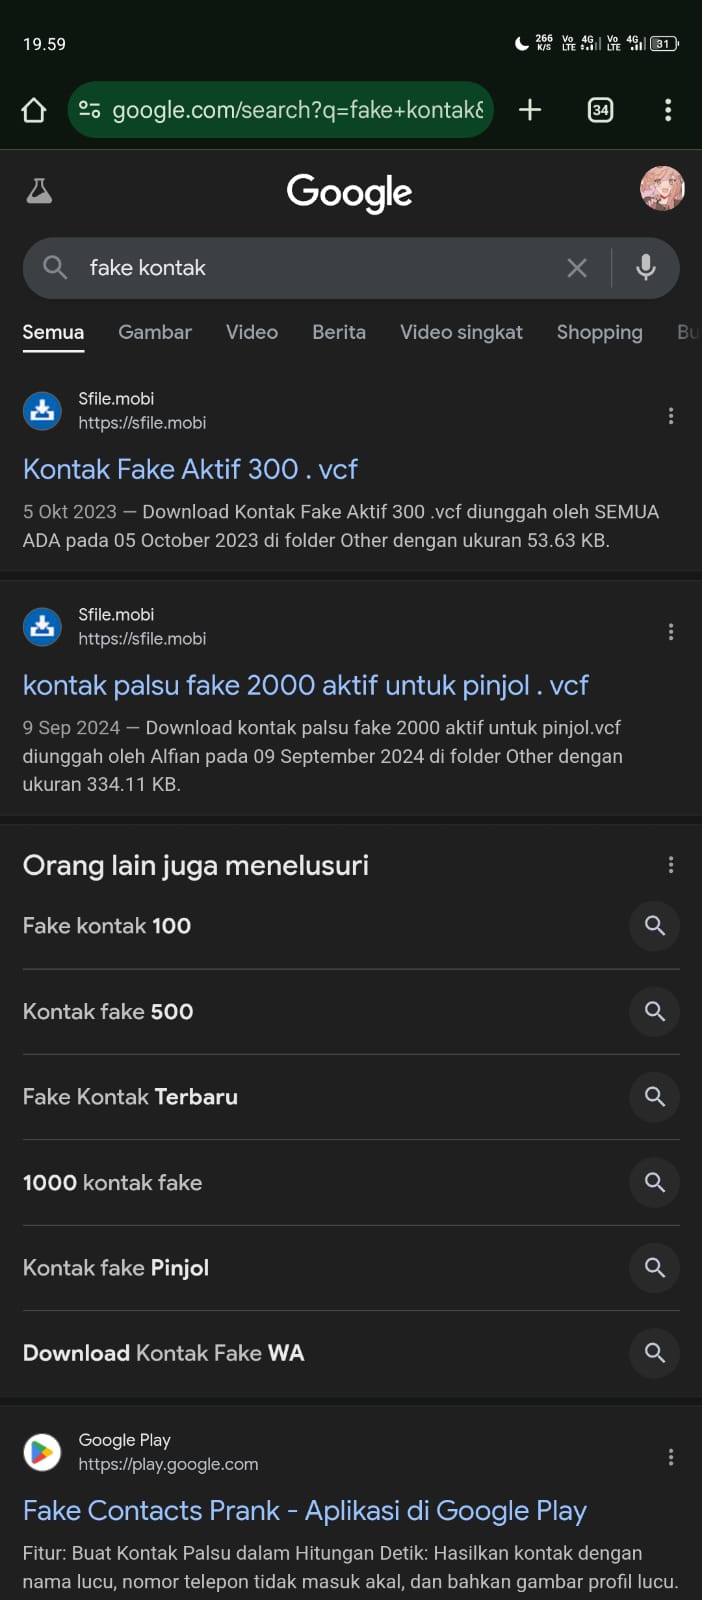 19.59
266
K/S
Vo
LTE
4G
Vo
LTE
4G
31
google.com/search?q=fake+kontak&
34
Google
fake kontak
Semua
Gambar
Video
Berita
Video singkat
Shopping
Bu
Sfile.mobi
https://sfile.mobi
Kontak Fake Aktif 300 . vcf
5 Okt 2023 — Download Kontak Fake Aktif 300 .vcf diunggah oleh SEMUA
ADA pada 05 October 2023 di folder Other dengan ukuran 53.63 KB.
Sfile.mobi
https://sfile.mobi
kontak palsu fake 2000 aktif untuk pinjol . vcf
9 Sep 2024 — Download kontak palsu fake 2000 aktif untuk pinjol.vcf
diunggah oleh Alfian pada 09 September 2024 di folder Other dengan
ukuran 334.11 KB.
Orang lain juga menelusuri
Fake kontak 100
Kontak fake 500
Fake Kontak Terbaru
1000 kontak fake
Kontak fake Pinjol
Download Kontak Fake WA
Google Play
https://play.google.com
Fake Contacts Prank - Aplikasi di Google Play
Fitur: Buat Kontak Palsu dalam Hitungan Detik: Hasilkan kontak dengan
nama lucu, nomor telepon tidak masuk akal, dan bahkan gambar profil lucu.